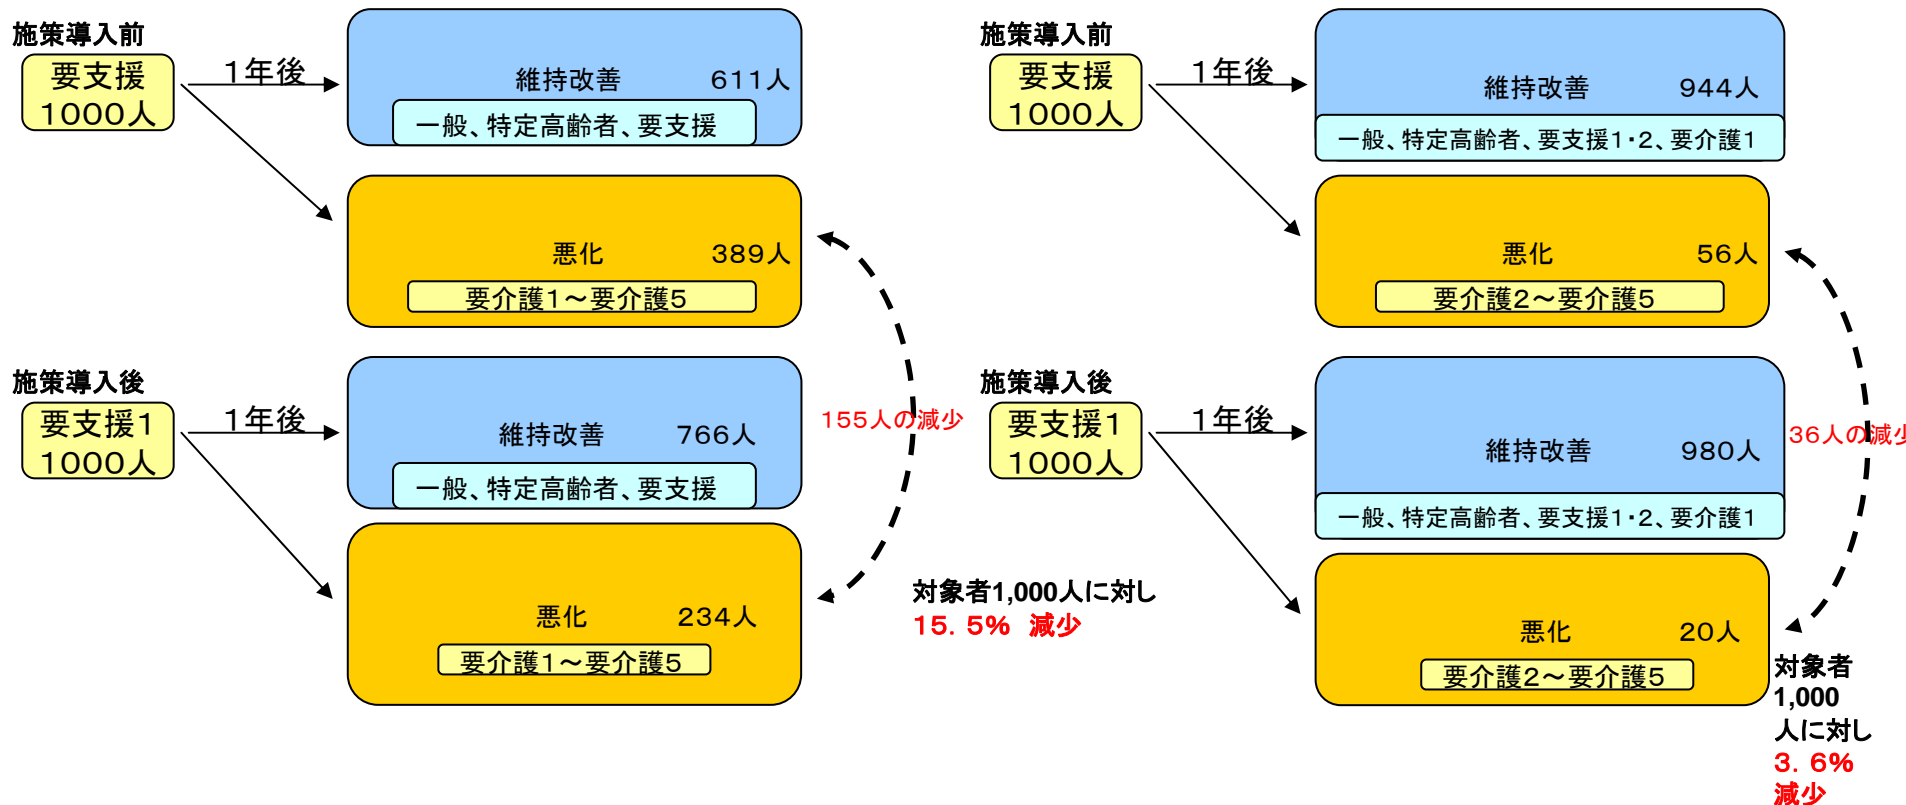 施策導入前
要支援
1000人
1年後
維持改善 611人
一般、特定高齢者、要支援
悪化 389人
要介護1～要介護5
施策導入後
要支援1
1000人
1年後
維持改善 766人
一般、特定高齢者、要支援
悪化 234人
要介護1～要介護5
155人の減少
対象者1,000人に対し
15.5% 減少
施策導入前
要支援
1000人
1年後
維持改善 944人
一般、特定高齢者、要支援1・2、要介護1
悪化 56人
要介護2～要介護5
施策導入後
要支援1
1000人
1年後
維持改善 980人
一般、特定高齢者、要支援1・2、要介護1
悪化 20人
要介護2～要介護5
36人の減少
対象者
1,000
人に対し
3.6%
減少